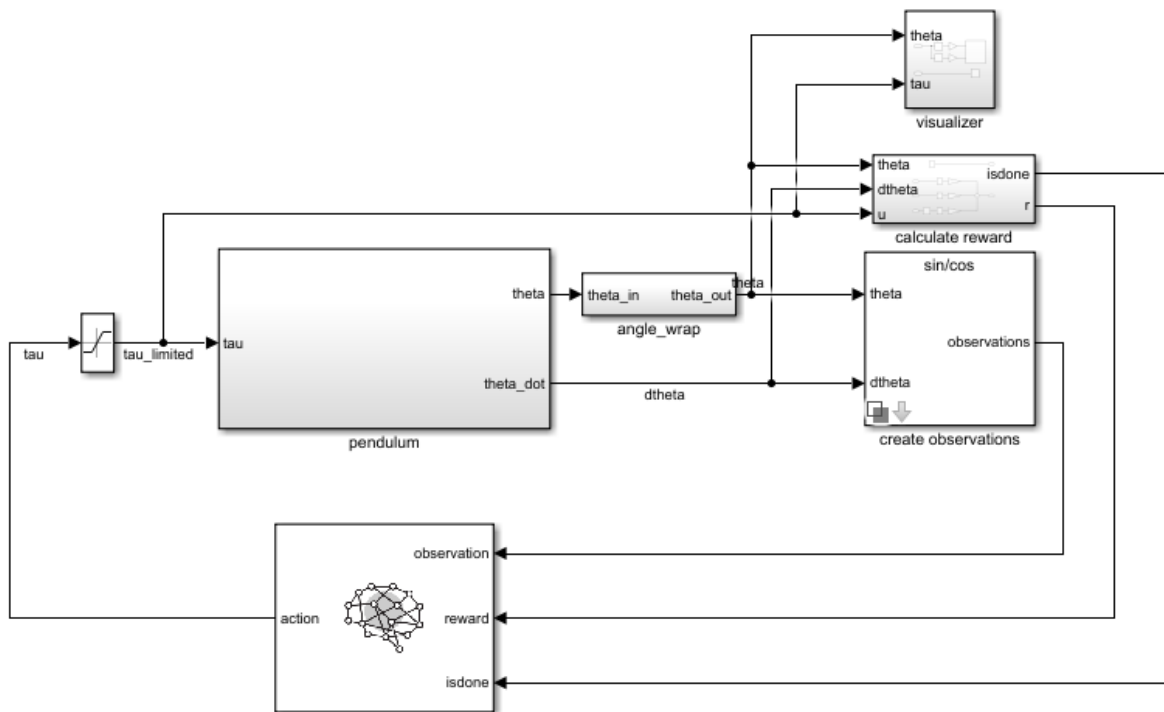 theta
tau
visualizer
theta
dtheta
u
isdone
r
calculate reward
sin/cos
theta
dtheta
observations
create observations
theta
theta_in
theta_out
angle_wrap
theta
tau
theta_dot
dtheta
pendulum
tau
tau_limited
observation
action
reward
isdone